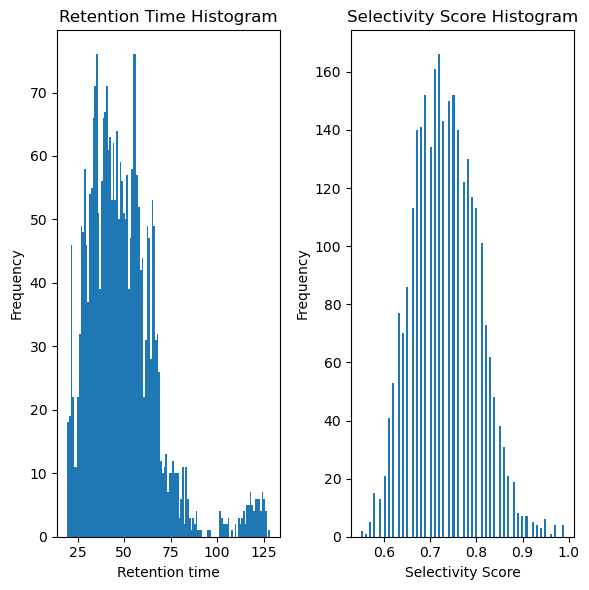 Retention Time Histogram
Frequency
70
60
50
40
30
20
10
0
25 50 75 100 125
Retention time
Selectivity Score Histogram
Frequency
160
140
120
100
80
60
40
20
0
0.6 0.7 0.8 0.9 1.0
Selectivity Score